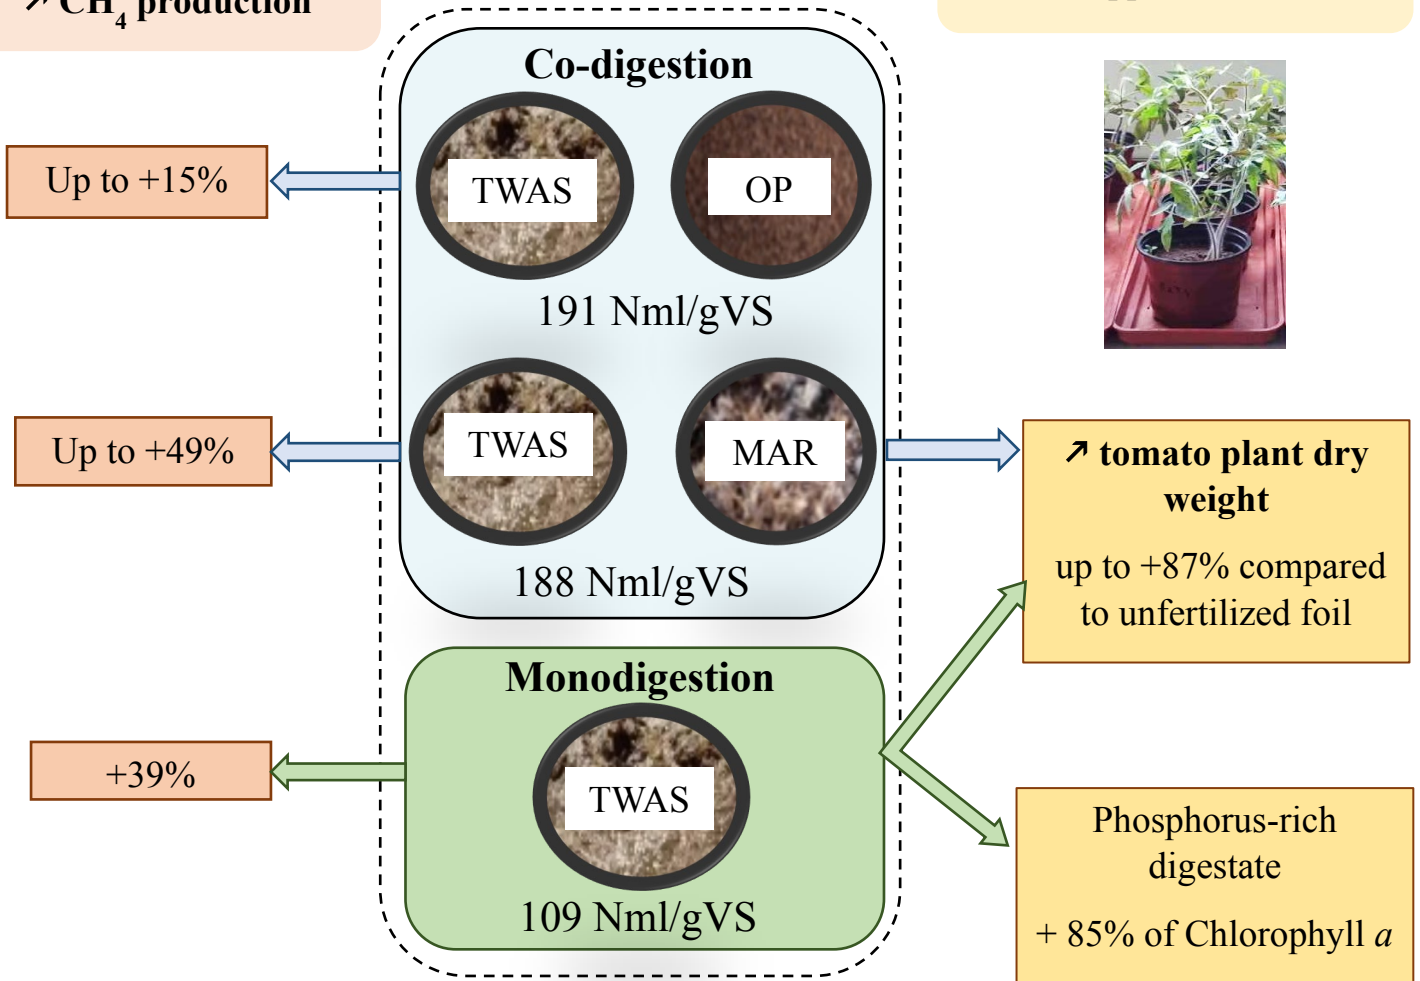 ↗ CH4 production
Co-digestion
Up to +15%
TWAS
OP
191 Nml/gVS
Up to +49%
TWAS
MAR
188 Nml/gVS
↗ tomato plant dry
weight
up to +87% compared
to unfertilized foil
Monodigestion
+39%
TWAS
109 Nml/gVS
Phosphorus-rich
digestate
+ 85% of Chlorophyll a